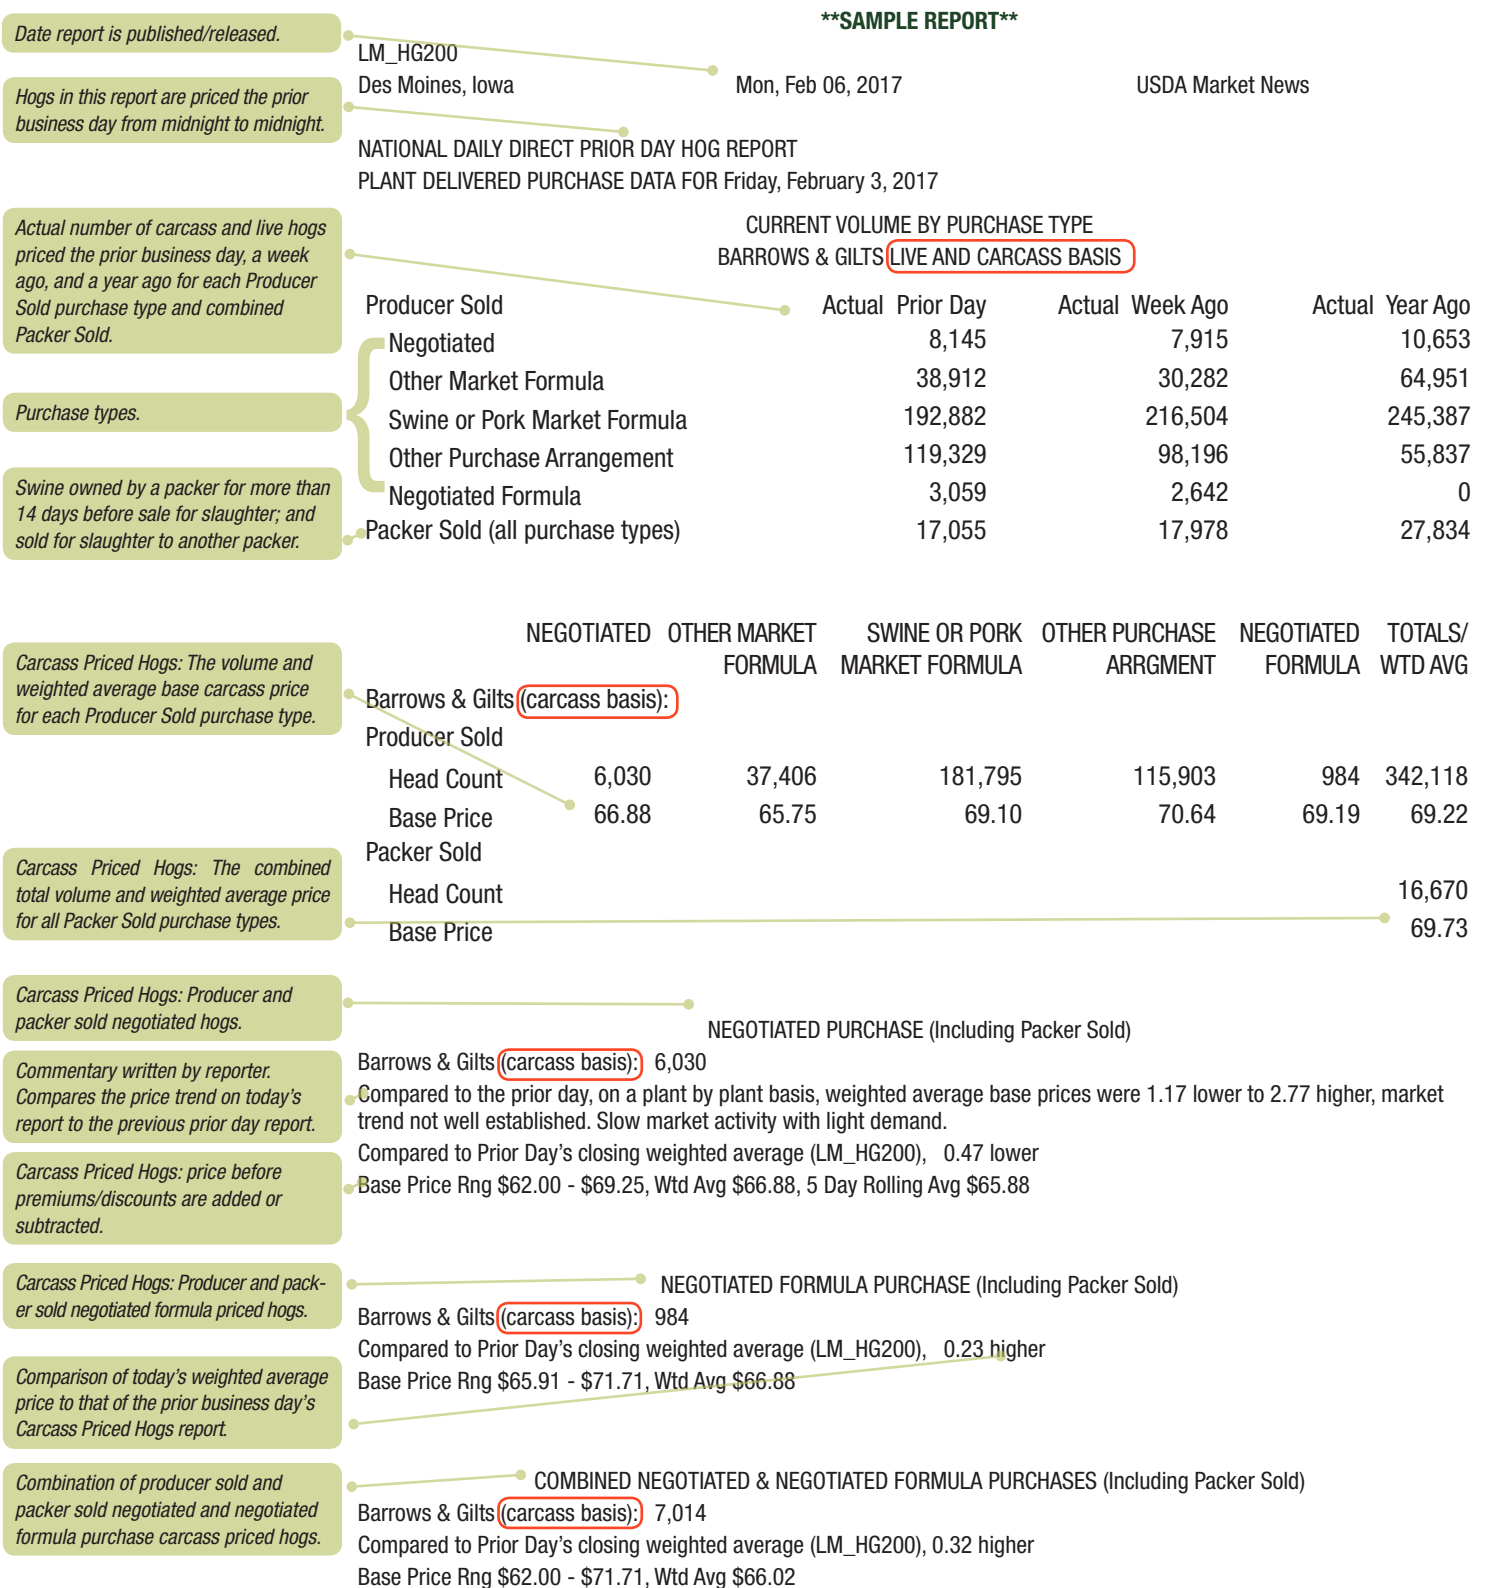 **SAMPLE REPORT**
Date report is published/released.
LM_HG200
Des Moines, Iowa Mon, Feb 06, 2017 USDA Market News
Hogs in this report are priced the prior
business day from midnight to midnight.
NATIONAL DAILY DIRECT PRIOR DAY HOG REPORT
PLANT DELIVERED PURCHASE DATA FOR Friday, February 3, 2017
Actual number of carcass and live hogs
priced the prior business day, a week
ago, and a year ago for each Producer
Sold purchase type and combined
Packer Sold.
CURRENT VOLUME BY PURCHASE TYPE
BARROWS & GILTS LIVE AND CARCASS BASIS
Producer Sold Actual Prior Day Actual Week Ago Actual Year Ago
Negotiated 8,145 7,915 10,653
Other Market Formula 38,912 30,282 64,951
Purchase types.
Swine or Pork Market Formula 192,882 216,504 245,387
Other Purchase Arrangement 119,329 98,196 55,837
Negotiated Formula 3,059 2,642 0
Swine owned by a packer for more than
14 days before sale for slaughter; and
sold for slaughter to another packer.
Packer Sold (all purchase types) 17,055 17,978 27,834
NEGOTIATED OTHER MARKET SWINE OR PORK OTHER PURCHASE NEGOTIATED TOTALS/
FORMULA MARKET FORMULA ARRGMENT FORMULA WTD AVG
Carcass Priced Hogs: The volume and
weighted average base carcass price
for each Producer Sold purchase type.
Barrows & Gilts (carcass basis):
Producer Sold
Head Count 6,030 37,406 181,795 115,903 984 342,118
Base Price 66.88 65.75 69.10 70.64 69.19 69.22
Packer Sold
Carcass Priced Hogs: The combined
total volume and weighted average price
for all Packer Sold purchase types.
Head Count 16,670
Base Price 69.73
Carcass Priced Hogs: Producer and
packer sold negotiated hogs.
NEGOTIATED PURCHASE (Including Packer Sold)
Barrows & Gilts (carcass basis): 6,030
Commentary written by reporter.
Compares the price trend on today's
report to the previous prior day report.
Compared to the prior day, on a plant by plant basis, weighted average base prices were 1.17 lower to 2.77 higher, market
trend not well established. Slow market activity with light demand.
Compared to Prior Day's closing weighted average (LM_HG200), 0.47 lower
Carcass Priced Hogs: price before
premiums/discounts are added or
subtracted.
Base Price Rng $62.00 - $69.25, Wtd Avg $66.88, 5 Day Rolling Avg $65.88
Carcass Priced Hogs: Producer and pack-
er sold negotiated formula priced hogs.
NEGOTIATED FORMULA PURCHASE (Including Packer Sold)
Barrows & Gilts (carcass basis): 984
Compared to Prior Day's closing weighted average (LM_HG200), 0.23 higher
Base Price Rng $65.91 - $71.71, Wtd Avg $66.88
Comparison of today's weighted average
price to that of the prior business day's
Carcass Priced Hogs report.
Combination of producer sold and
packer sold negotiated and negotiated
formula purchase carcass priced hogs.
COMBINED NEGOTIATED & NEGOTIATED FORMULA PURCHASES (Including Packer Sold)
Barrows & Gilts (carcass basis): 7,014
Compared to Prior Day's closing weighted average (LM_HG200), 0.32 higher
Base Price Rng $62.00 - $71.71, Wtd Avg $66.02